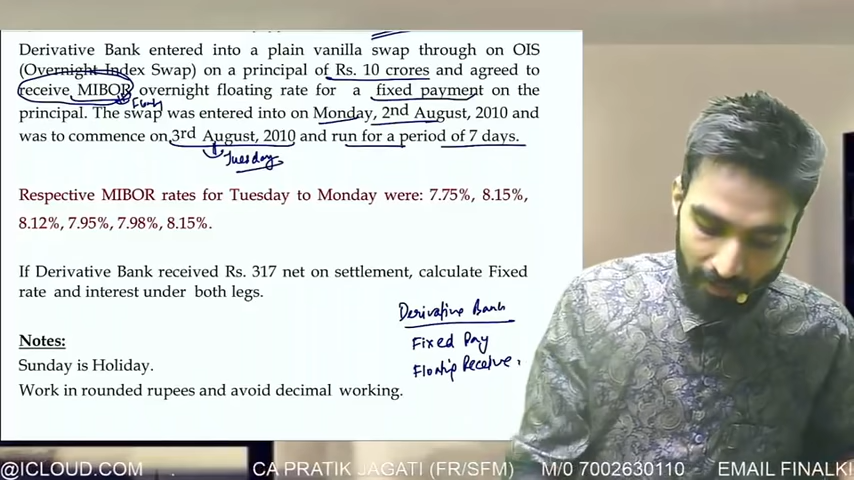 Derivative Bank entered into a plain vanilla swap through on OIS
(Overnight Index Swap) on a principal of Rs. 10 crores and agreed to
receive MIBOR overnight floating rate for a fixed payment on the
principal. The swap was entered into on Monday, 2nd August, 2010 and
was to commence on 3rd August, 2010 and run for a period of 7 days.
Tuesday
Respective MIBOR rates for Tuesday to Monday were: 7.75%, 8.15%,
8.12%, 7.95%, 7.98%, 8.15%.
If Derivative Bank received Rs. 317 net on settlement, calculate Fixed
rate and interest under both legs.
Derivative Bank
Fixed Pay
Notes:
Sunday is Holiday.
Receive
Work in rounded rupees and avoid decimal working.
@ICLOUD.COM CA PRATIK JAGATI (FR/SFM) M/0 7002630110 EMAIL FINALK